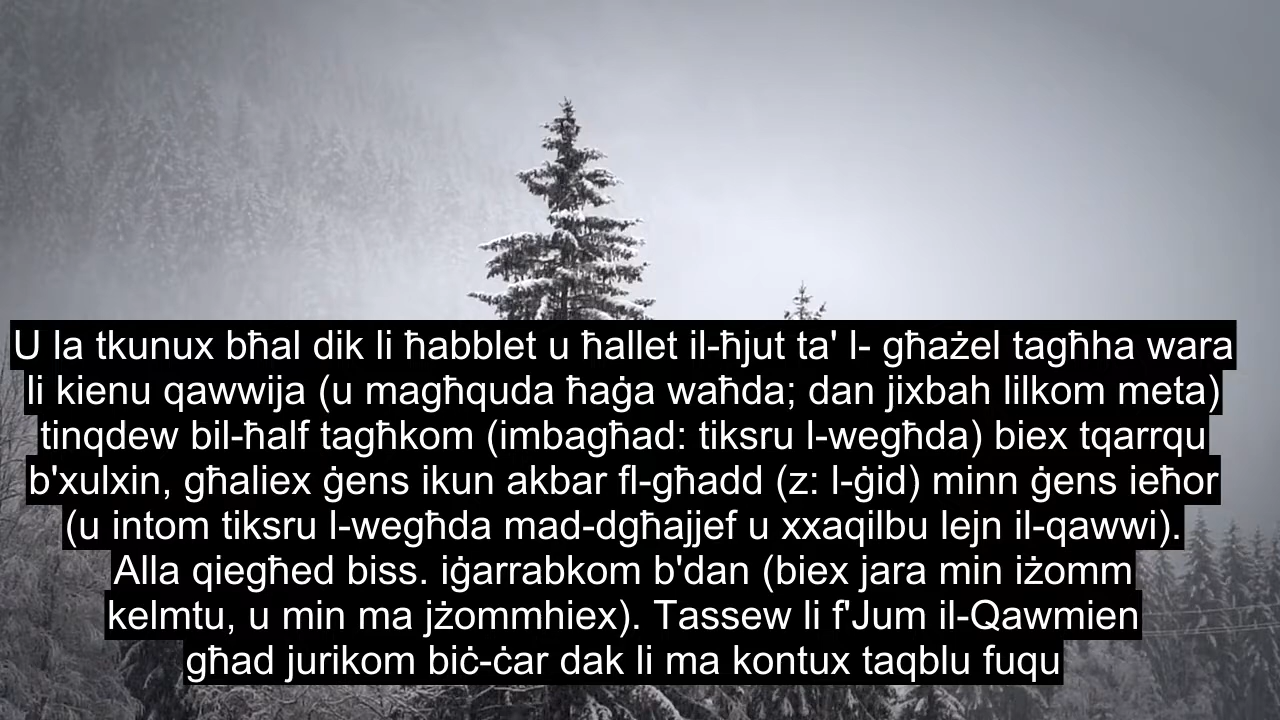 U la tkunux bħal dik li ħabblet u ħallet il-ħjut ta' l- għażel tagħha wara
li kienu qawwija (u magħquda ħaġa waħda; dan jixbah lilkom meta)
tinqdew bil-ħalf tagħkom (imbagħad: tiksru l-wegħda) biex tqarrqu
b'xulxin, għaliex ġens ikun akbar fl-għadd (z: l-ġid) minn ġens ieħor
(u intom tiksru l-wegħda mad-dgħajjef u xxaqilbu lejn il-qawwi).
Alla qiegħed biss. iġarrabkom b'dan (biex jara min iżomm
kelmtu, u min ma jżommhiex). Tassew li f'Jum il-Qawmien
għad jurikom biċ-ċar dak li ma kontux taqblu fuqu